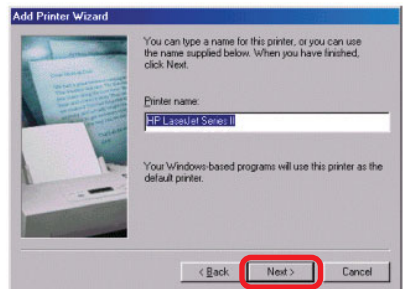 Add Printer Wizard
You can type a name for this printer, or you can use
the name supplied below. When you have finished,
click Next.
Printer name:
HP LaserJet Series II
Your Windows-based programs will use this printer as the
default printer.
< Back
Next >
Cancel